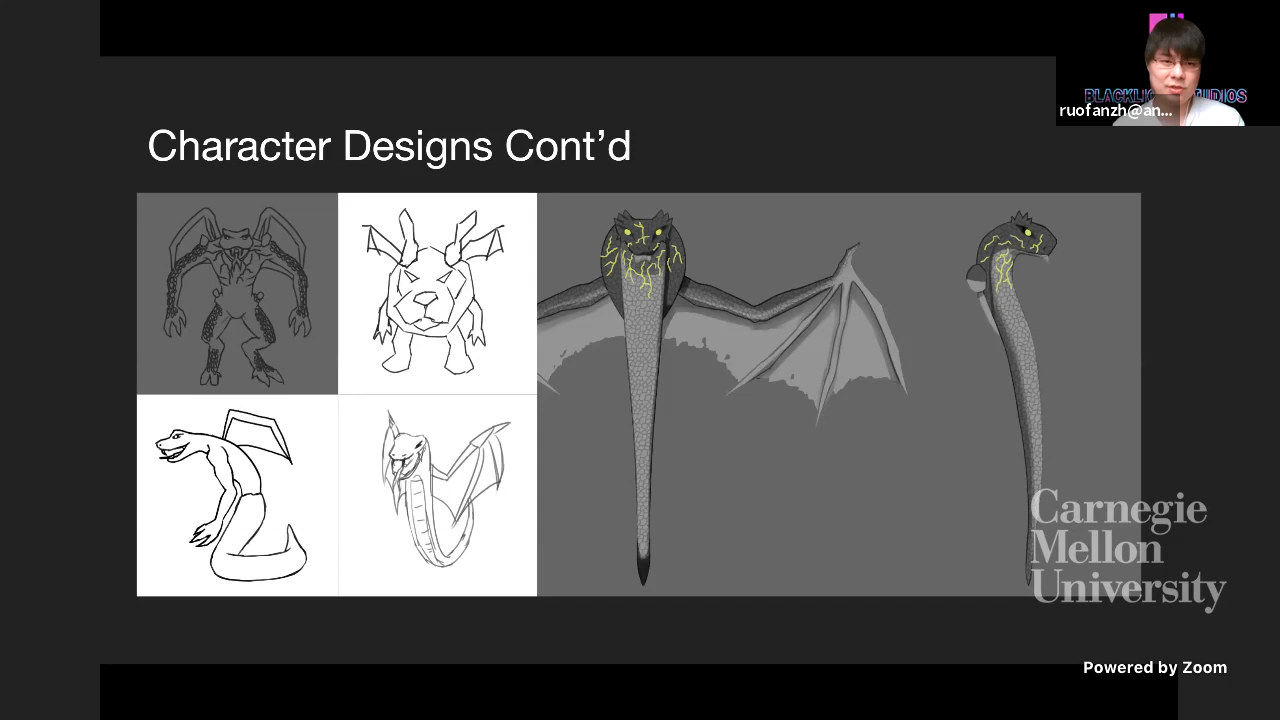 ruofanzh@an...
Character Designs Cont’d
Carnegie
Mellon
University
Powered by Zoom